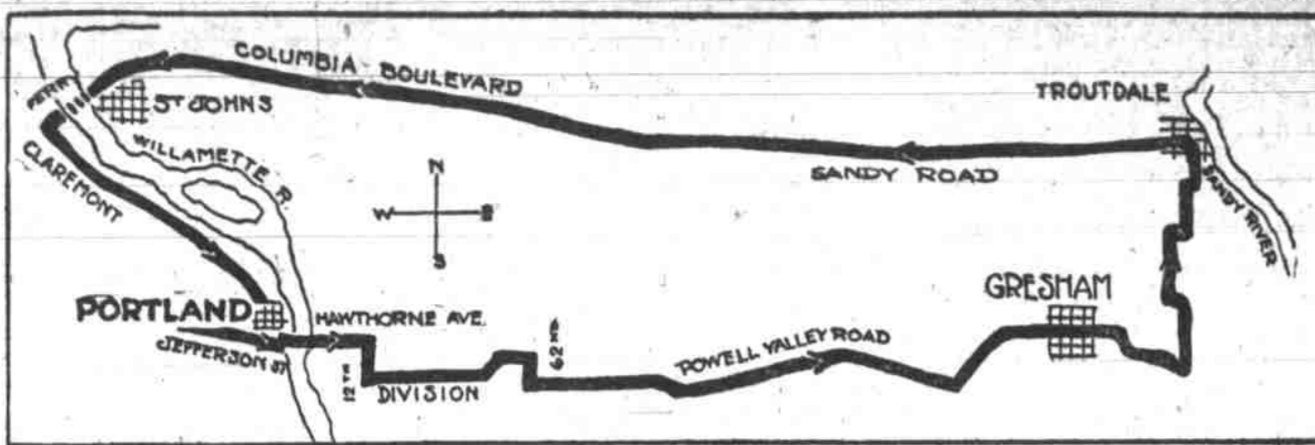 COLUMBIA BOULEVARD
TROUTDALE
FERRY
ST JOHNS
WILLAMETTE R.
CLAREMONT
SANDY ROAD
SANDY RIVER
N
W
E
S
GRESHAM
PORTLAND
HAWTHORNE AVE.
JEFFERSON ST
62ND
POWELL VALLEY ROAD
12TH
DIVISION